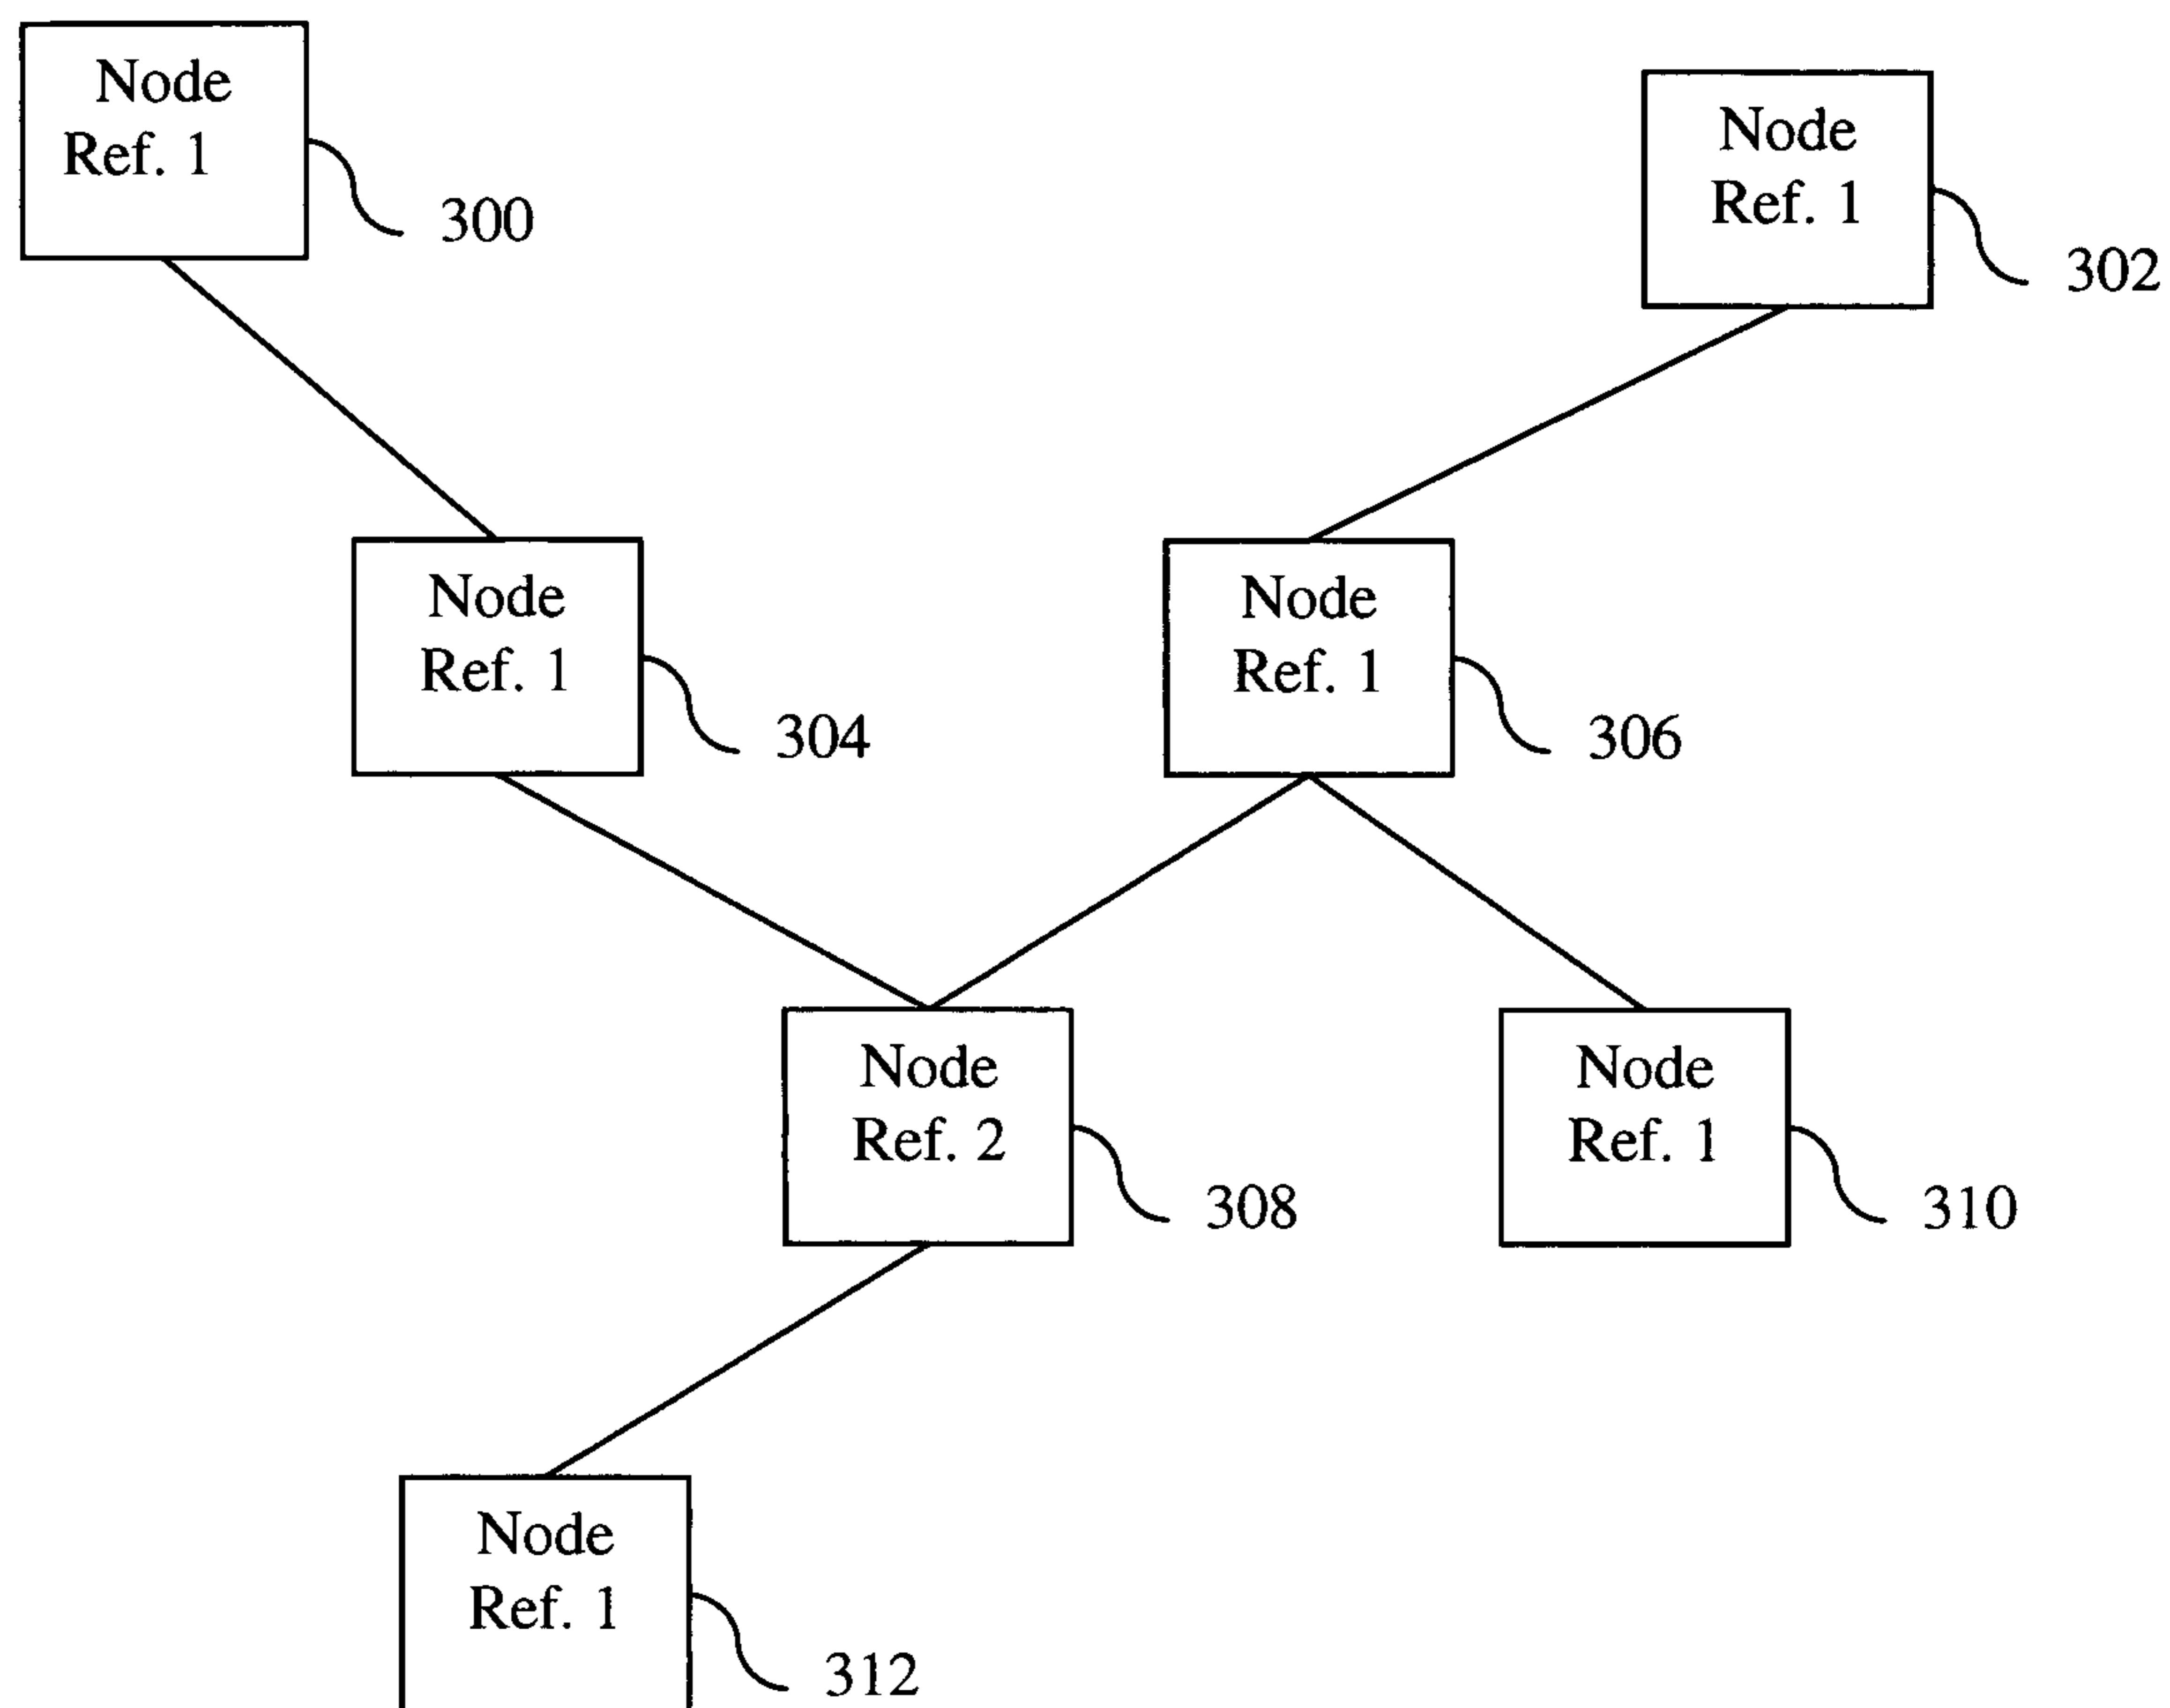 Node
Ref. 1
300
Node
Ref. 1
302
Node
Ref. 1
304
Node
Ref. 1
306
Node
Ref. 2
308
Node
Ref. 1
310
Node
Ref. 1
312